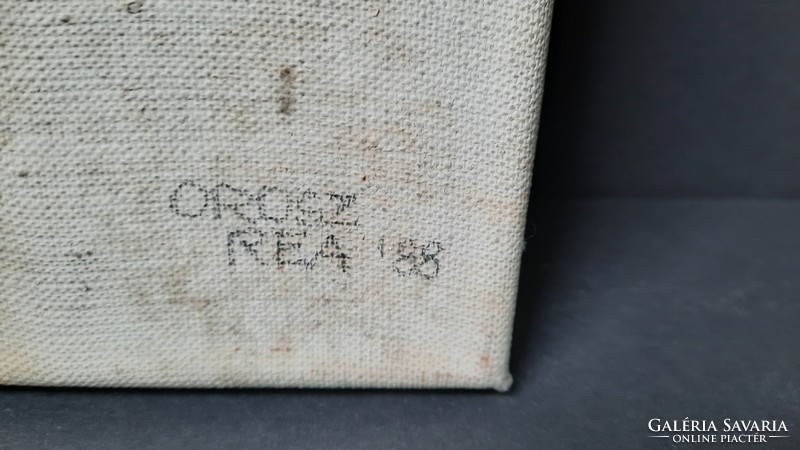 OROSZ
REA '88
GALÉRIA SAVARIA
ONLINE PIACTÉR